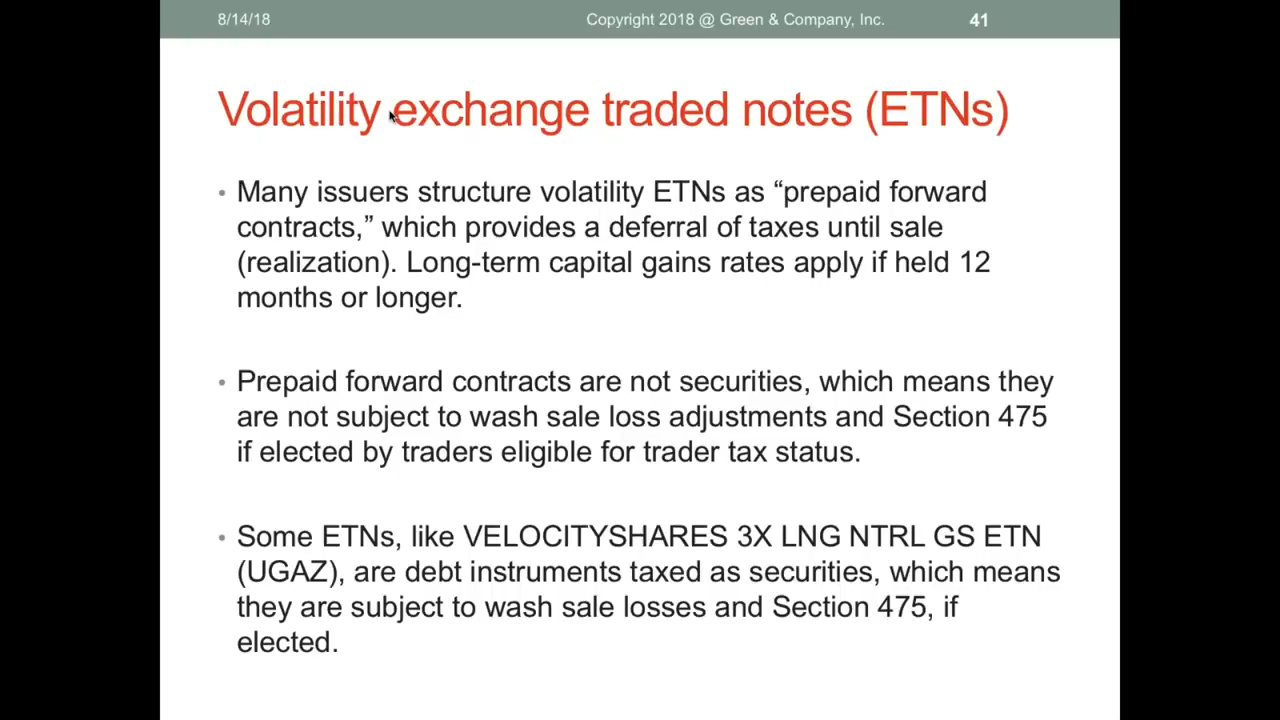 8/14/18 Copyright 2018 @ Green & Company, Inc. 41
Volatility exchange traded notes (ETNs)
• Many issuers structure volatility ETNs as “prepaid forward
contracts,” which provides a deferral of taxes until sale
(realization). Long-term capital gains rates apply if held 12
months or longer.
• Prepaid forward contracts are not securities, which means they
are not subject to wash sale loss adjustments and Section 475
if elected by traders eligible for trader tax status.
• Some ETNs, like VELOCITYSHARES 3X LNG NTRL GS ETN
(UGAZ), are debt instruments taxed as securities, which means
they are subject to wash sale losses and Section 475, if
elected.